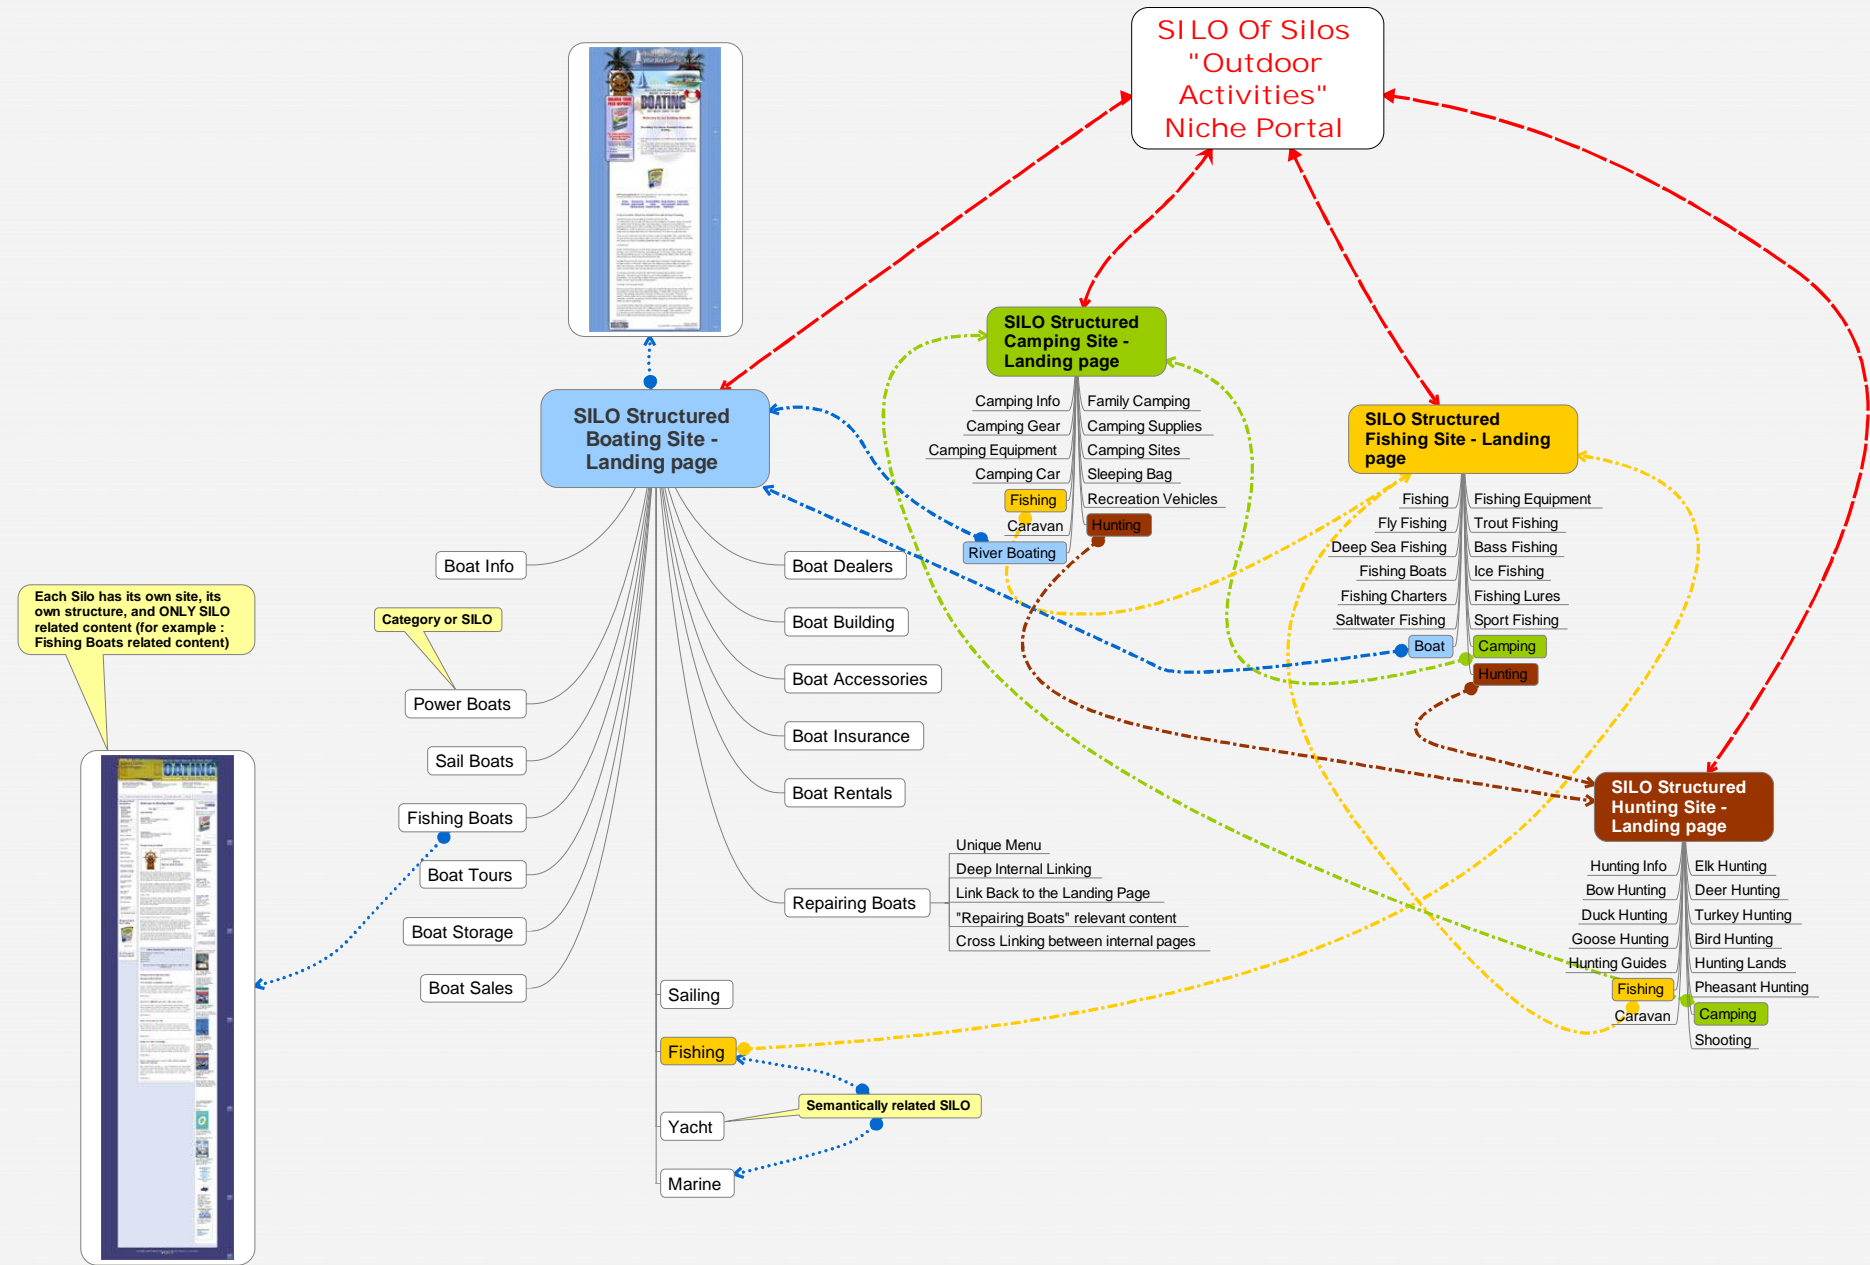 SILO Of Silos
"Outdoor
Activities"
Niche Portal
BOATING
SILO Structured
Camping Site -
Landing page
Camping Info
Camping Gear
Camping Equipment
Camping Car
Fishing
Caravan
River Boating
Family Camping
Camping Supplies
Camping Sites
Sleeping Bag
Recreation Vehicles
Hunting
SILO Structured
Fishing Site - Landing
page
Fishing
Fly Fishing
Deep Sea Fishing
Fishing Boats
Fishing Charters
Saltwater Fishing
Boat
Fishing Equipment
Trout Fishing
Bass Fishing
Ice Fishing
Fishing Lures
Sport Fishing
Camping
Hunting
SILO Structured
Boating Site -
Landing page
Boat Info
Power Boats
Sail Boats
Fishing Boats
Boat Tours
Boat Storage
Boat Sales
Boat Dealers
Boat Building
Boat Accessories
Boat Insurance
Boat Rentals
Repairing Boats
Unique Menu
Deep Internal Linking
Link Back to the Landing Page
"Repairing Boats" relevant content
Cross Linking between internal pages
Sailing
Fishing
Yacht
Marine
Semantically related SILO
Category or SILO
Each Silo has its own site, its
own structure, and ONLY SILO
related content (for example :
Fishing Boats related content)
OATING
SILO Structured
Hunting Site -
Landing page
Hunting Info
Bow Hunting
Duck Hunting
Goose Hunting
Hunting Guides
Fishing
Caravan
Elk Hunting
Deer Hunting
Turkey Hunting
Bird Hunting
Hunting Lands
Pheasant Hunting
Camping
Shooting